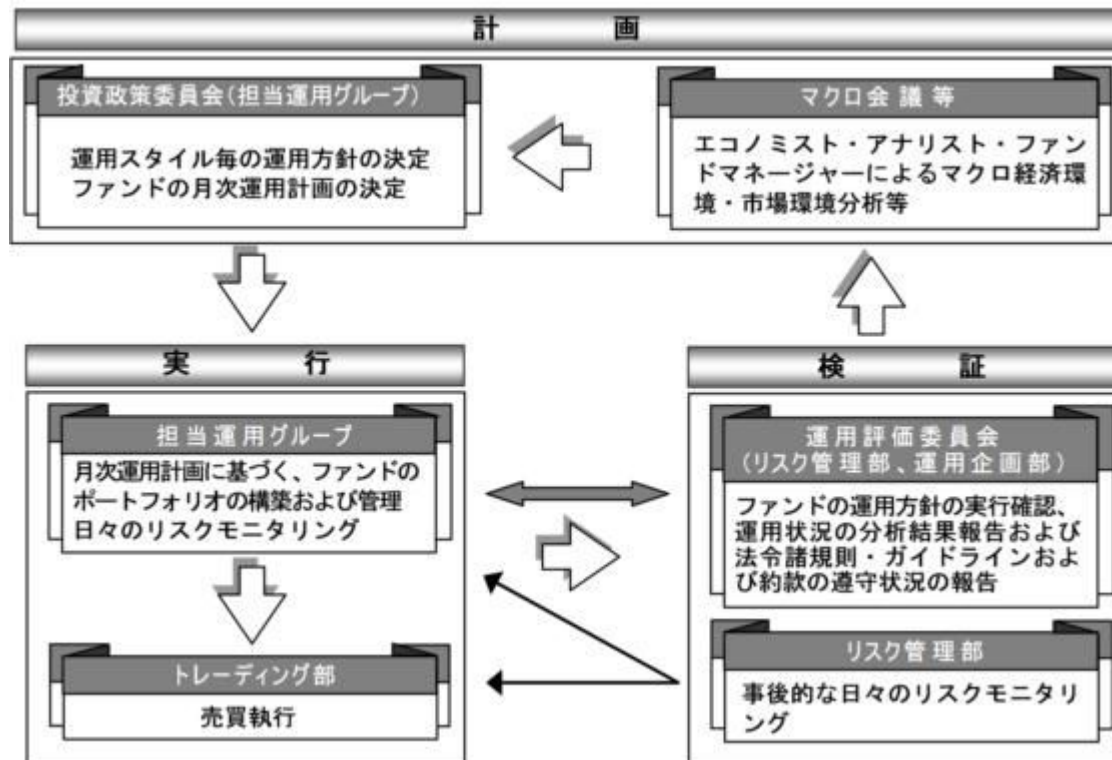 計画
投資政策委員会(担当運用グループ)
運用スタイル毎の運用方針の決定
ファンドの月次運用計画の決定
マクロ会議等
エコノミスト・アナリスト・ファン
ドマネージャーによるマクロ経済環
境・市場環境分析等
実行
担当運用グループ
月次運用計画に基づく、ファンドの
ポートフォリオの構築および管理
日々のリスクモニタリング
トレーディング部
売買執行
検証
運用評価委員会
(リスク管理部、運用企画部)
ファンドの運用方針の実行確認、
運用状況の分析結果報告および
法令諸規則・ガイドラインおよ
び約款の遵守状況の報告
リスク管理部
事後的な日々のリスクモニタリ
ング